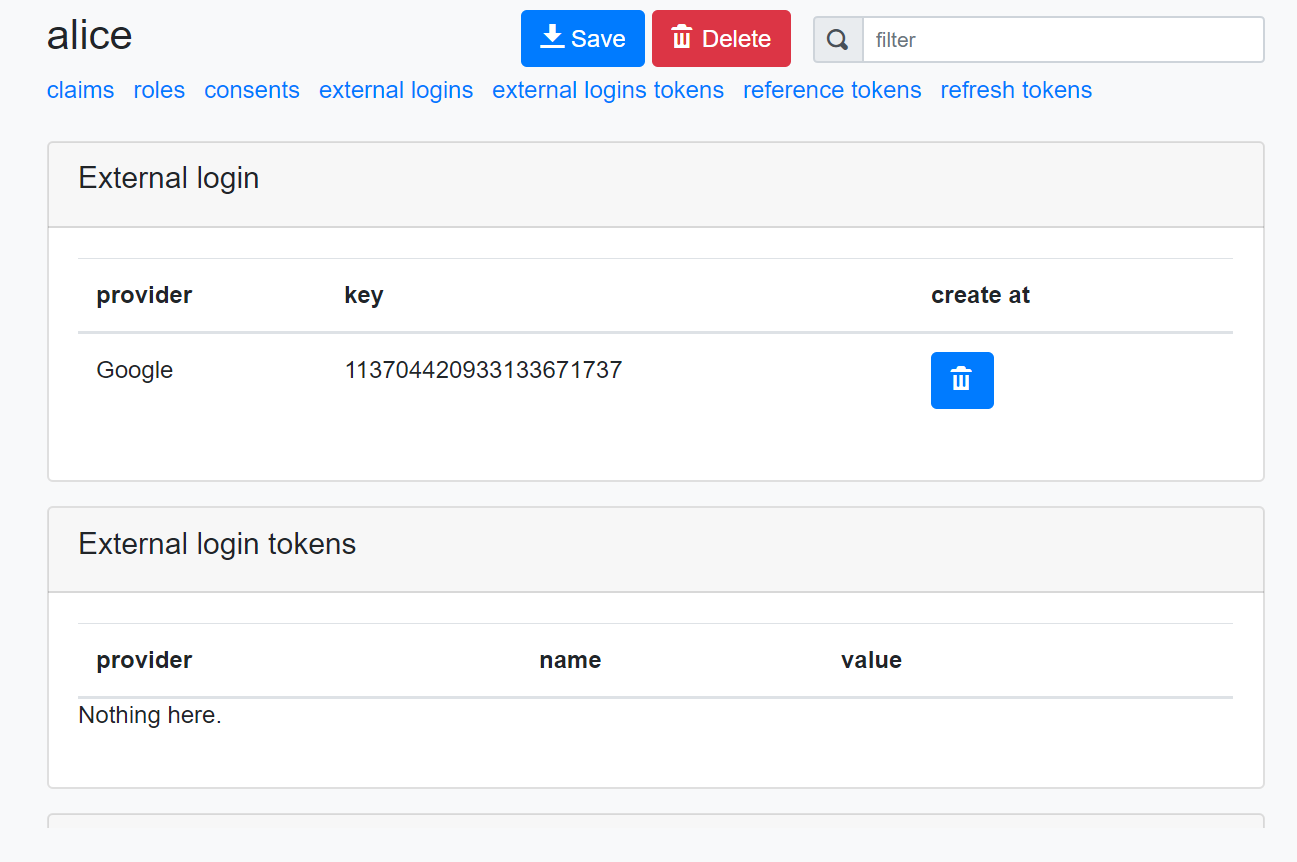 alice Save Delete filter
claims roles consents external logins external logins tokens reference tokens refresh tokens
External login
provider key create at
Google 113704420933133671737
External login tokens
provider name value
Nothing here.